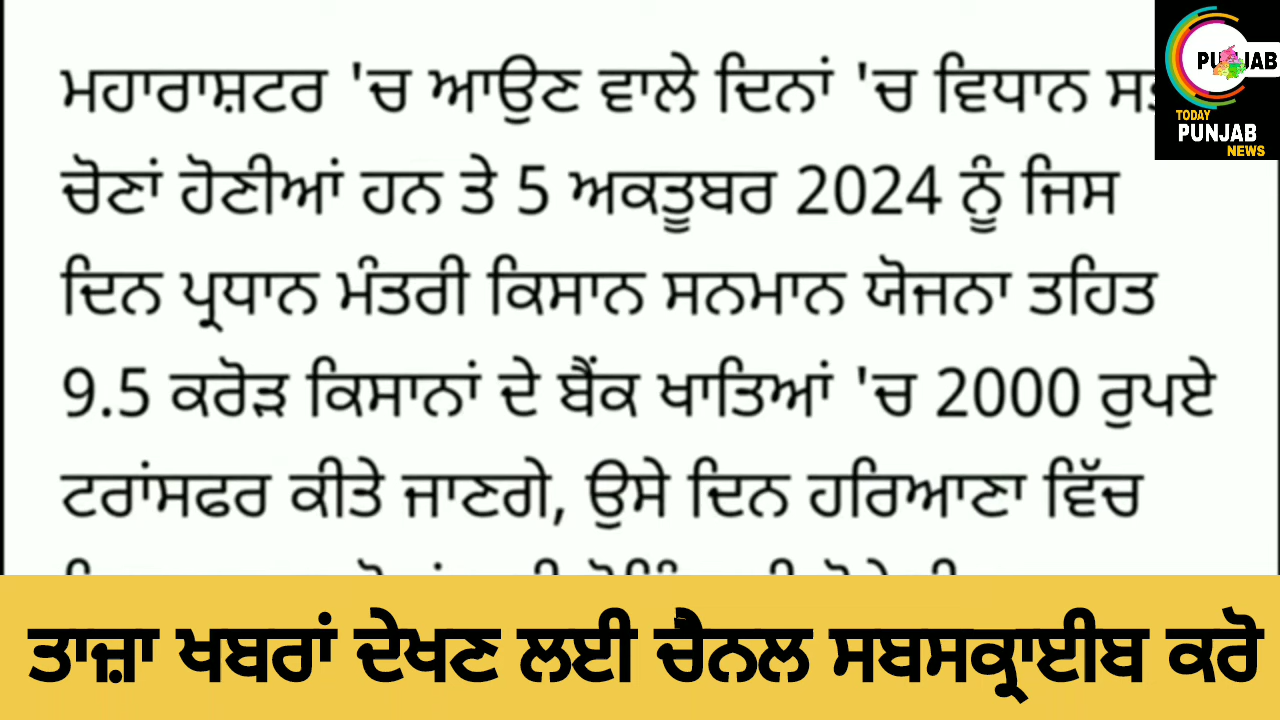 ਮਹਾਰਾਸ਼ਟਰ 'ਚ ਆਉਣ ਵਾਲੇ ਦਿਨਾਂ 'ਚ ਵਿਧਾਨ
ਚੋਣਾਂ ਹੋਣੀਆਂ ਹਨ ਤੇ 5 ਅਕਤੂਬਰ 2024 ਨੂੰ ਜਿਸ
ਦਿਨ ਪ੍ਰਧਾਨ ਮੰਤਰੀ ਕਿਸਾਨ ਸਨਮਾਨ ਯੋਜਨਾ ਤਹਿਤ
9.5 ਕਰੋੜ ਕਿਸਾਨਾਂ ਦੇ ਬੈਂਕ ਖਾਤਿਆਂ 'ਚ 2000 ਰੁਪਏ
ਟਰਾਂਸਫਰ ਕੀਤੇ ਜਾਣਗੇ, ਉਸੇ ਦਿਨ ਹਰਿਆਣਾ ਵਿੱਚ
PUNJAB
TODAY
PUNJAB
NEWS
ਤਾਜ਼ਾ ਖਬਰਾਂ ਦੇਖਣ ਲਈ ਚੈਨਲ ਸਬਸਕ੍ਰਾਈਬ ਕਰੋ